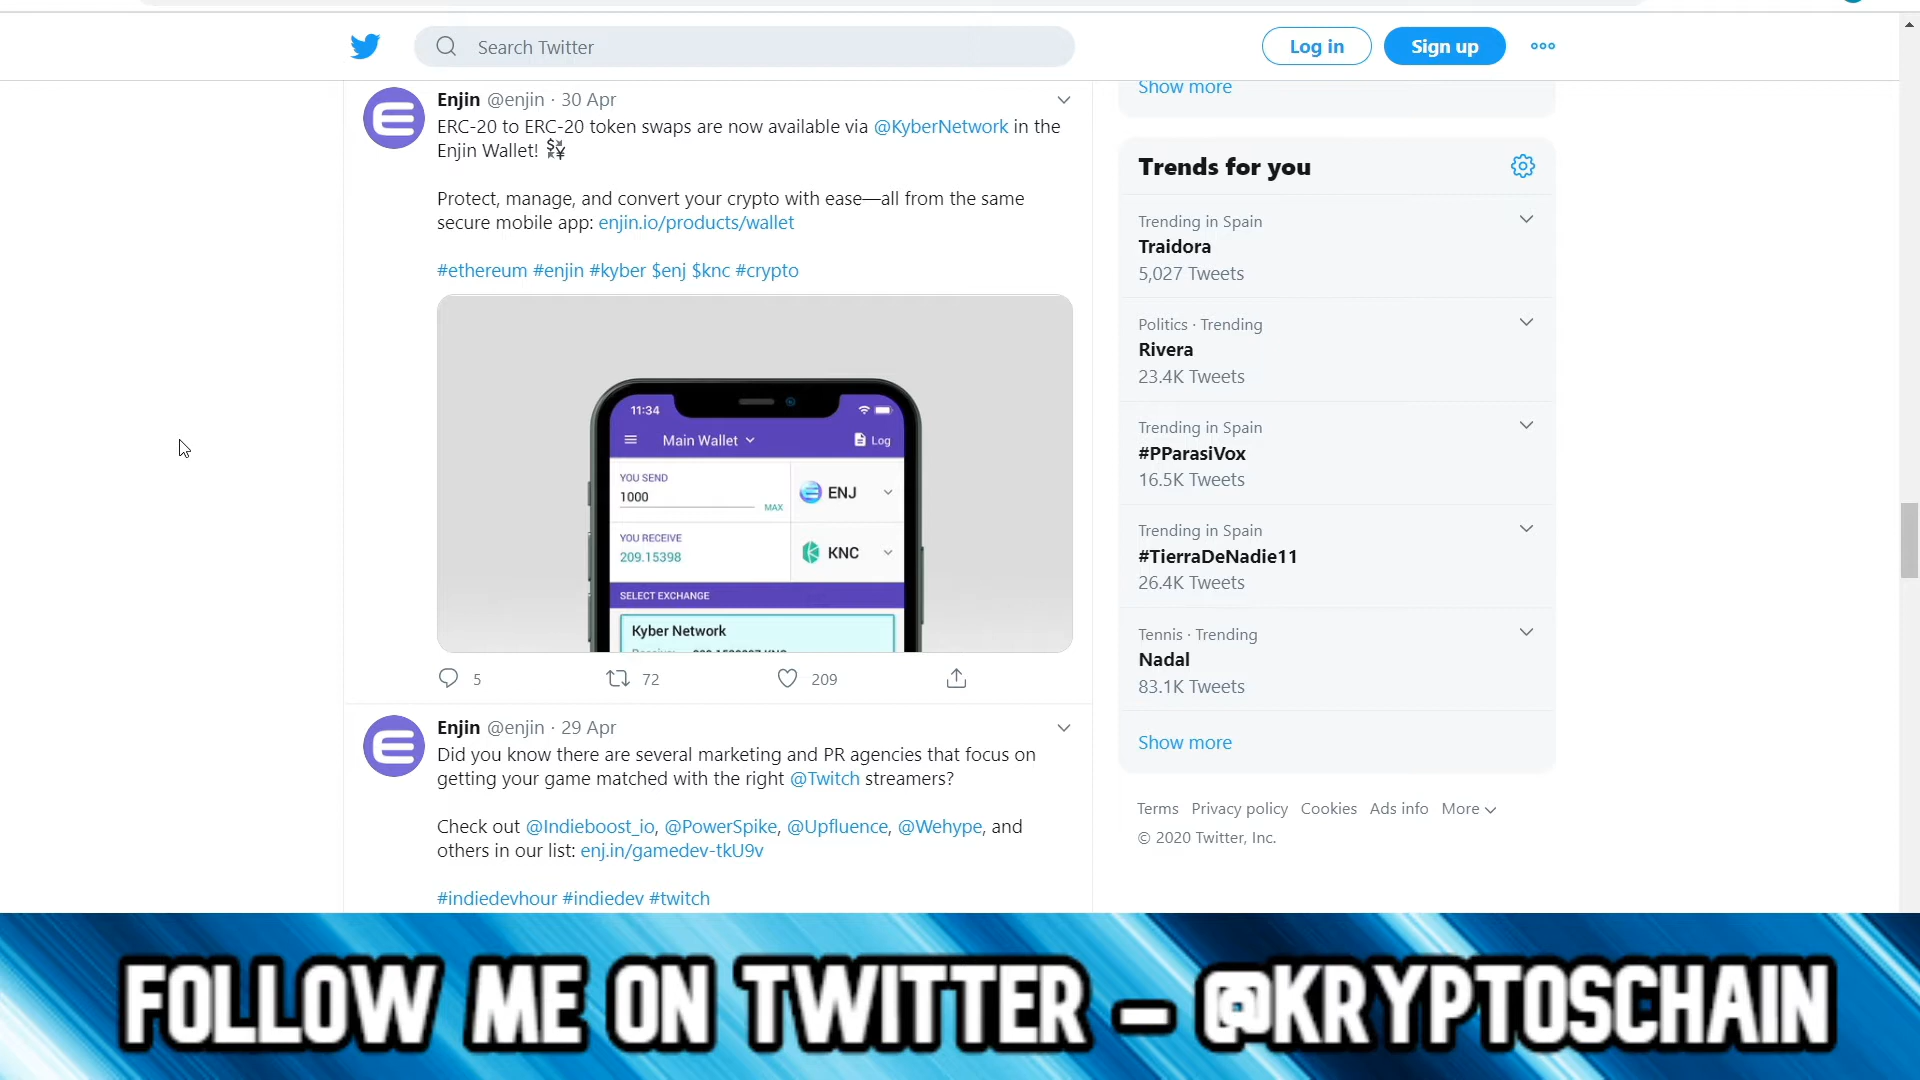 Search Twitter
Log in
Sign up
Enjin @enjin · 30 Apr
ERC-20 to ERC-20 token swaps are now available via @KyberNetwork in the
Enjin Wallet!
Protect, manage, and convert your crypto with ease—all from the same
secure mobile app: enjin.io/products/wallet
#ethereum #enjin #kyber $enj $knc #crypto
11:34
Main Wallet
Log
YOU SEND
1000
MAX
ENJ
YOU RECEIVE
209.15398
KNC
SELECT EXCHANGE
Kyber Network
5
72
209
Enjin @enjin · 29 Apr
Did you know there are several marketing and PR agencies that focus on
getting your game matched with the right @Twitch streamers?
Check out @Indieboost_io, @PowerSpike, @Upfluence, @Wehype, and
others in our list: enj.in/gamedev-tkU9v
#indiedevhour #indiedev #twitch
Show more
Trends for you
Trending in Spain
Traidora
5,027 Tweets
Politics · Trending
Rivera
23.4K Tweets
Trending in Spain
#PParasiVox
16.5K Tweets
Trending in Spain
#TierraDeNadie11
26.4K Tweets
Tennis · Trending
Nadal
83.1K Tweets
Show more
Terms Privacy policy Cookies Ads info More
© 2020 Twitter, Inc.
FOLLOW ME ON TWITTER – @KRYPTOSCHAIN